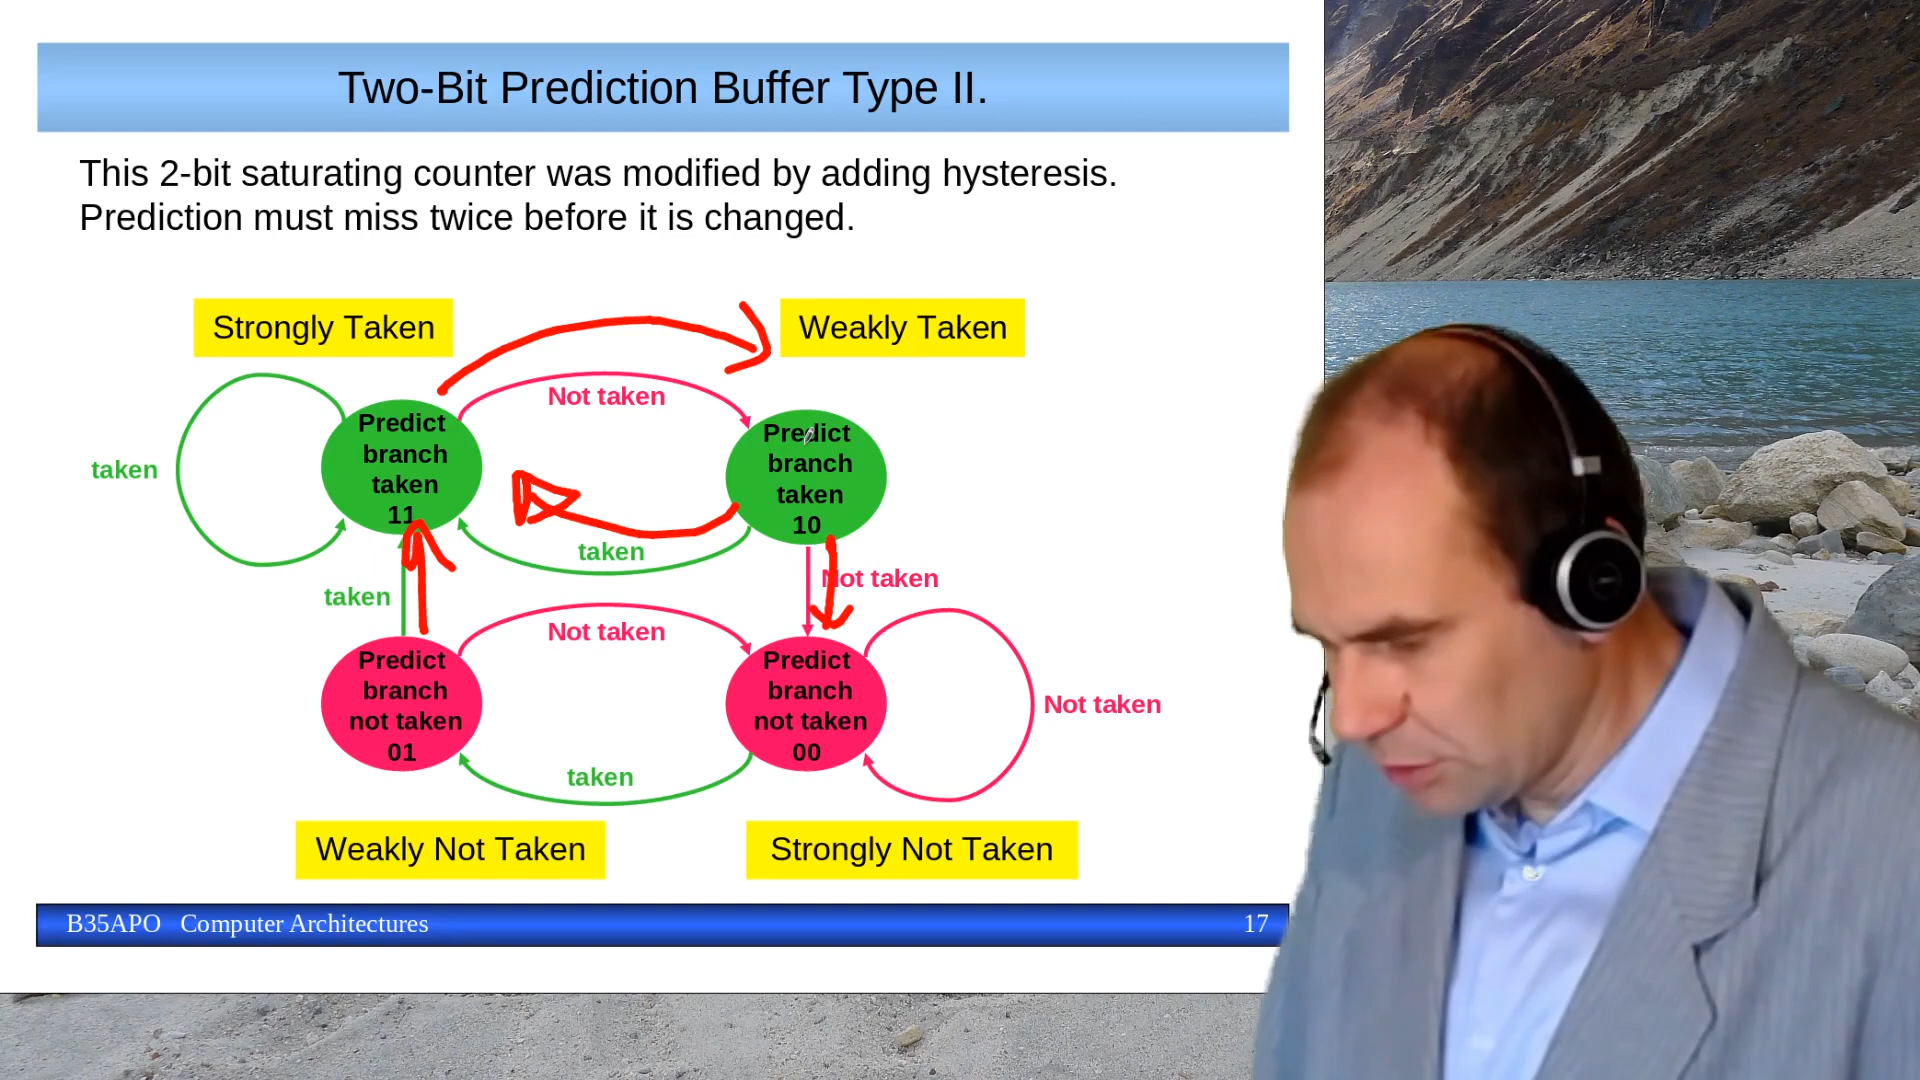 Two-Bit Prediction Buffer Type II.
This 2-bit saturating counter was modified by adding hysteresis.
Prediction must miss twice before it is changed.
Strongly Taken
Weakly Taken
Not taken
Predict
branch
taken
11
Predict
branch
taken
10
taken
taken
taken
Not taken
Not taken
Predict
branch
not taken
01
Predict
branch
not taken
00
Not taken
taken
Weakly Not Taken
Strongly Not Taken
B35APO Computer Architectures
17